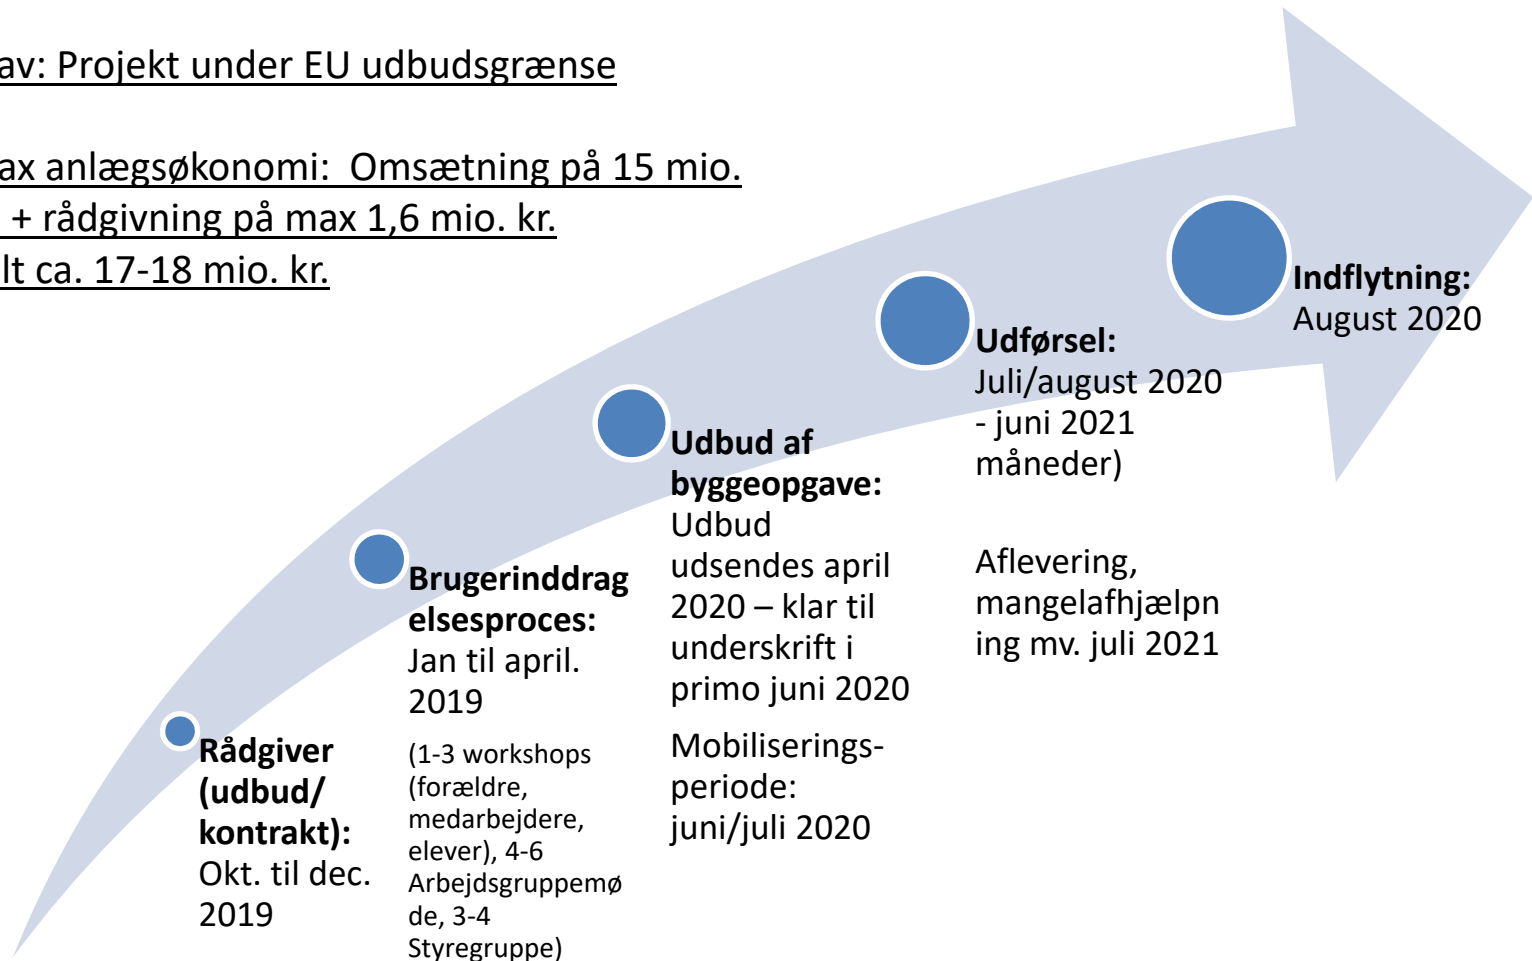 av: Projekt under EU udbudsgrænse
ax anlægsøkonomi: Omsætning på 15 mio.
+ rådgivning på max 1,6 mio. kr.
lt ca. 17-18 mio. kr.
Rådgiver
(udbud/
kontrakt):
Okt. til dec.
2019
Brugerinddrag
elsesproces:
Jan til april.
2019
(1-3 workshops
(forældre,
medarbejdere,
elever), 4-6
Arbejdsgruppemø
de, 3-4
Styregruppe)
Udbud af
byggeopgave:
Udbud
udsendes april
2020 – klar til
underskrift i
primo juni 2020
Mobiliserings-
periode:
juni/juli 2020
Udførsel:
Juli/august 2020
- juni 2021
måneder)
Aflevering,
mangelafhjælpn
ing mv. juli 2021
Indflytning:
August 2020